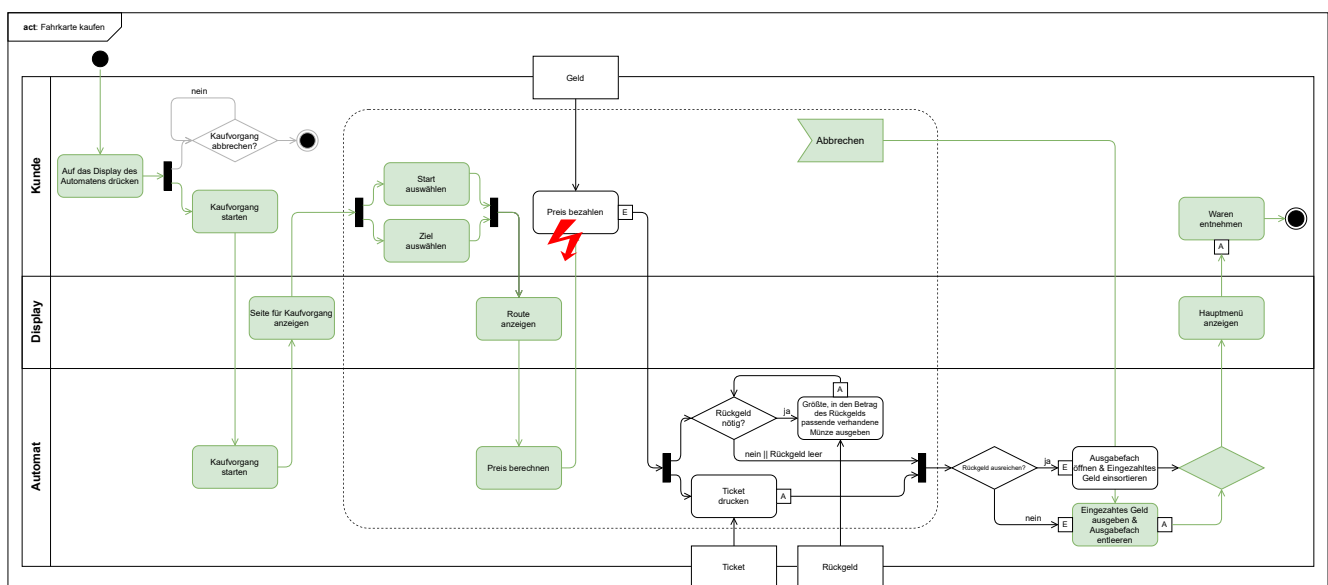 act: Fahrkarte kaufen
Geld
Kunde
nein
Kaufvorgang
abbrechen?
Auf das Display des
Automatens drücken
Kaufvorgang
starten
Start
auswählen
Ziel
auswählen
Preis bezahlen
E
Abbrechen
Waren
entnehmen
A
Display
Seite für Kaufvorgang
anzeigen
Route
anzeigen
Hauptmenü
anzeigen
Automat
Kaufvorgang
starten
Preis berechnen
Rückgeld
nötig?
ja
A
Größte, in den Betrag
des Rückgelds
passende verhandene
Münze ausgeben
nein || Rückgeld leer
Ticket
drucken
A
Rückgeld ausreichen?
ja
E
Ausgabefach
öffnen & Eingezahltes
Geld einsortieren
nein
E
Eingezahtes Geld
ausgeben &
Ausgabefach
entleeren
A
Ticket
Rückgeld